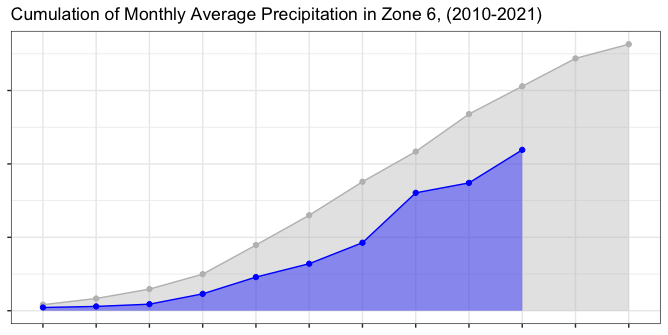 Cumulation of Monthly Average Precipitation in Zone 6, (2010-2021)